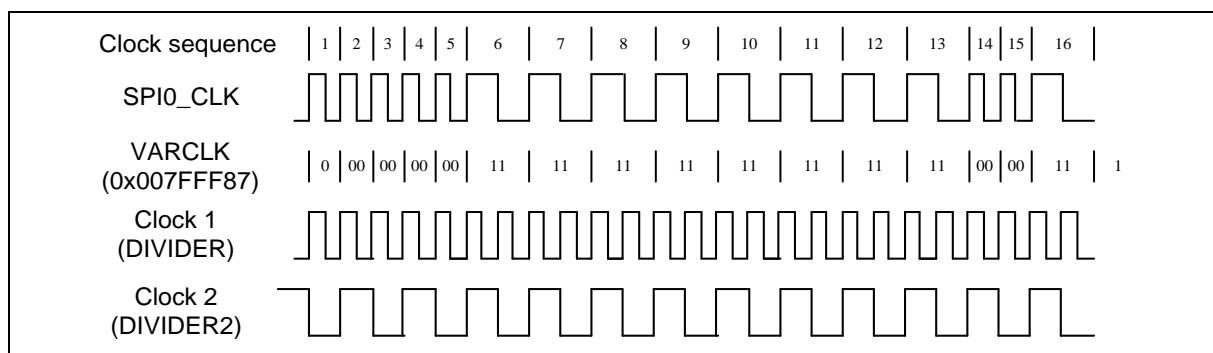 Clock sequence 1 2 3 4 5 6 7 8 9 10 11 12 13 14 15 16
SPI0_CLK
VARCLK
(0x007FFF87) 0 00 00 00 00 11 11 11 11 11 11 11 11 00 00 11 1
Clock 1
(DIVIDER)
Clock 2
(DIVIDER2)